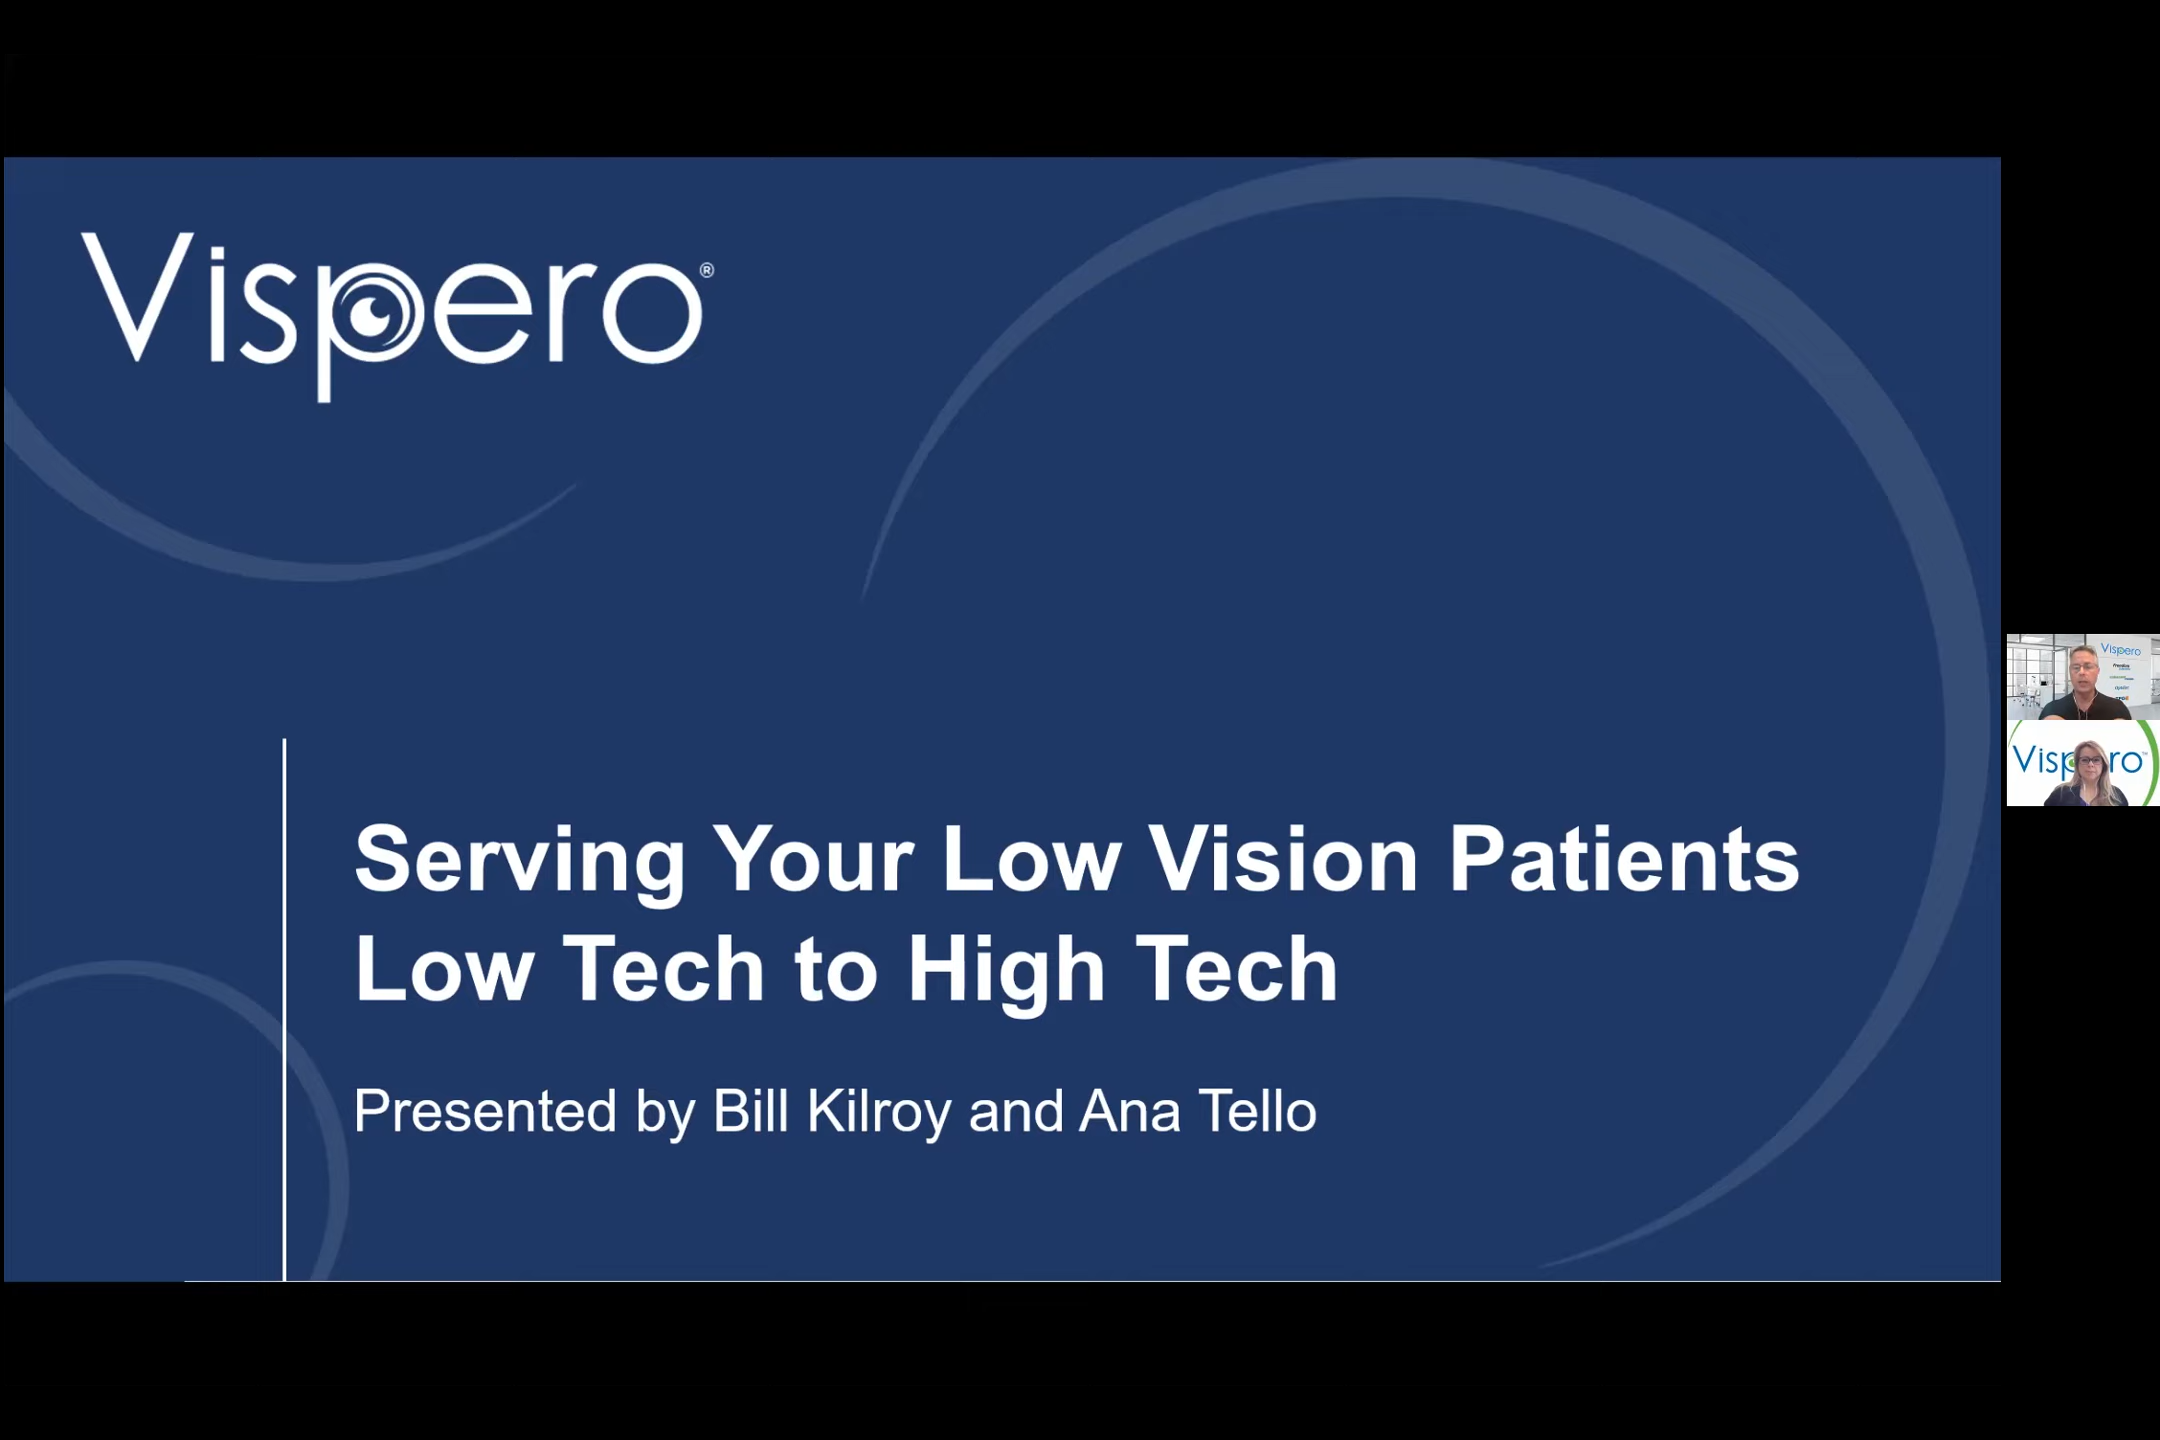 Vispero®
Serving Your Low Vision Patients
Low Tech to High Tech
Presented by Bill Kilroy and Ana Tello
Vispero
Freedom
Vispero